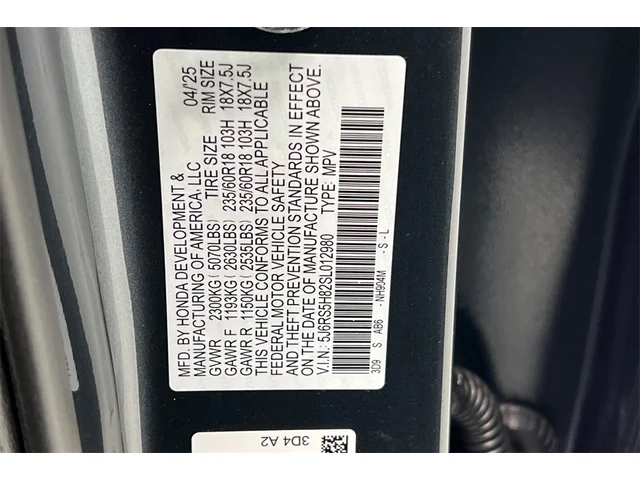 MFD. BY HONDA DEVELOPMENT & 04/'25
MANUFACTURING OF AMERICA, LLC
GVWR 2300KG ( 5070LBS) TIRE SIZE RIM SIZE
GAWR F 1193KG ( 2630LBS) 235/60R18 103H 18X7.5J
GAWR R 1150KG ( 2535LBS) 235/60R18 103H 18X7.5J
THIS VEHICLE CONFORMS TO ALL APPLICABLE
FEDERAL MOTOR VEHICLE SAFETY
AND THEFT PREVENTION STANDARDS IN EFFECT
ON THE DATE OF MANUFACTURE SHOWN ABOVE.
V.I.N.: 5J6RS5H82SL012980 TYPE: MPV
3D9 S AB6 - NH904M - S - L
3D4 A2